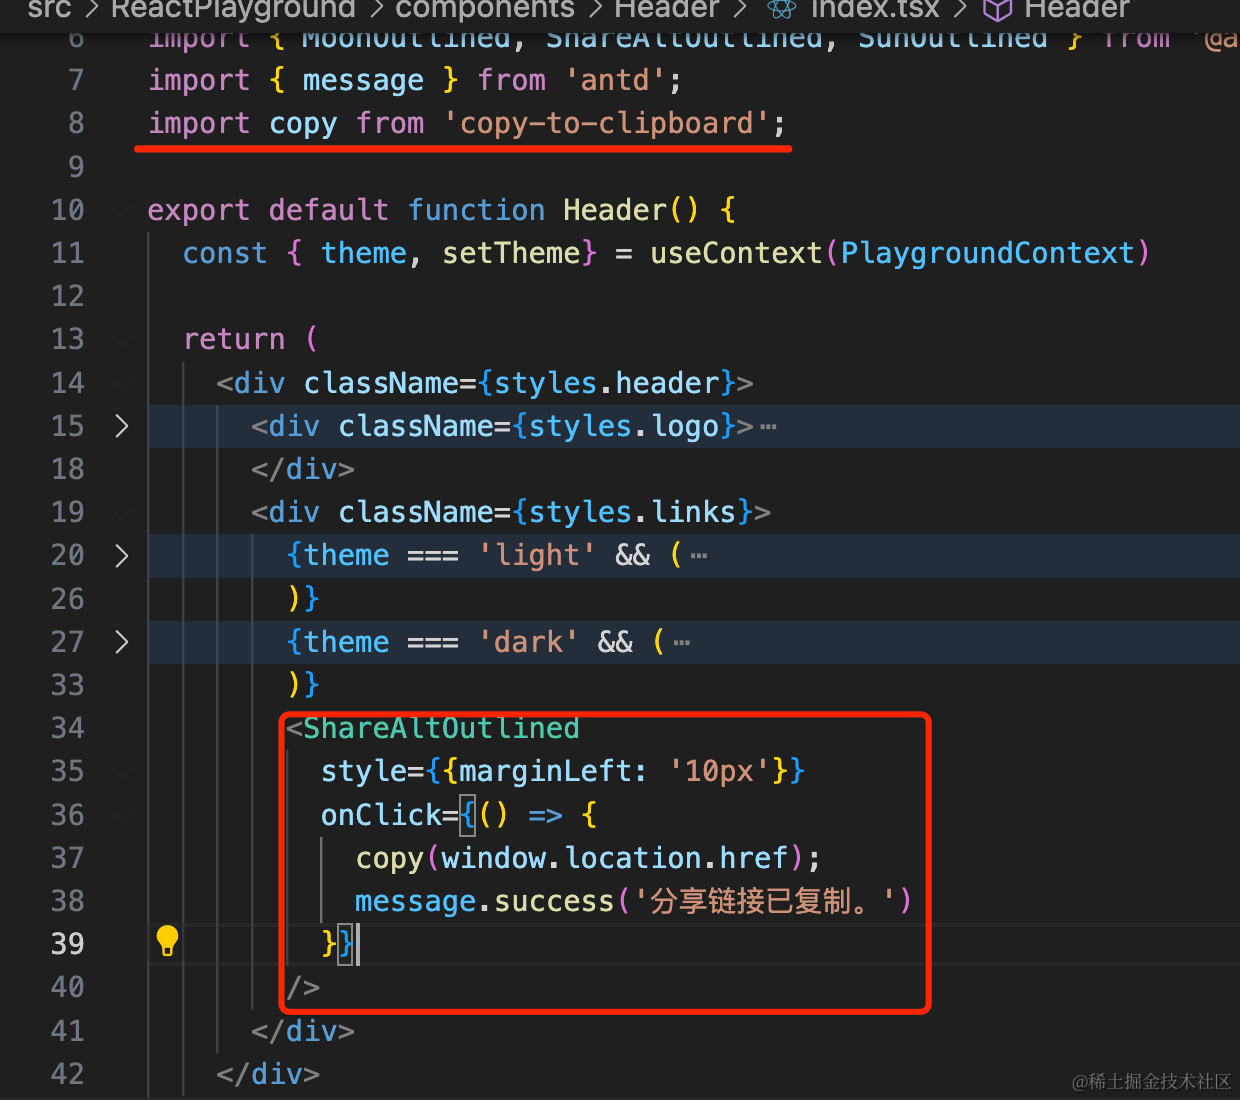 src > ReactPlayground > components > Header > index.tsx > Header
6 import { MoonOutlined, ShareAltOutlined, SunOutlined } from '@a
7 import { message } from 'antd';
8 import copy from 'copy-to-clipboard';
9
10 export default function Header() {
11 const { theme, setTheme} = useContext(PlaygroundContext)
12
13 return (
14 <div className={styles.header}>
15 <div className={styles.logo}>⋯
18 </div>
19 <div className={styles.links}>
20 {theme === 'light' && (⋯
26 )}
27 {theme === 'dark' && (⋯
33 )}
34 <ShareAltOutlined
35 style={{marginLeft: '10px'}}
36 onClick={() => {
37 copy(window.location.href);
38 message.success('分享链接已复制。')
39 }}
40 />
41 </div>
42 </div>
@稀土掘金技术社区